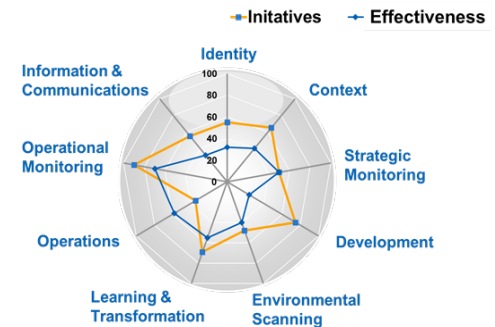 Initatives Effectiveness
Identity
100
80
60
40
20
0
Context
Strategic
Monitoring
Development
Environmental
Scanning
Learning &
Transformation
Operations
Operational
Monitoring
Information &
Communications